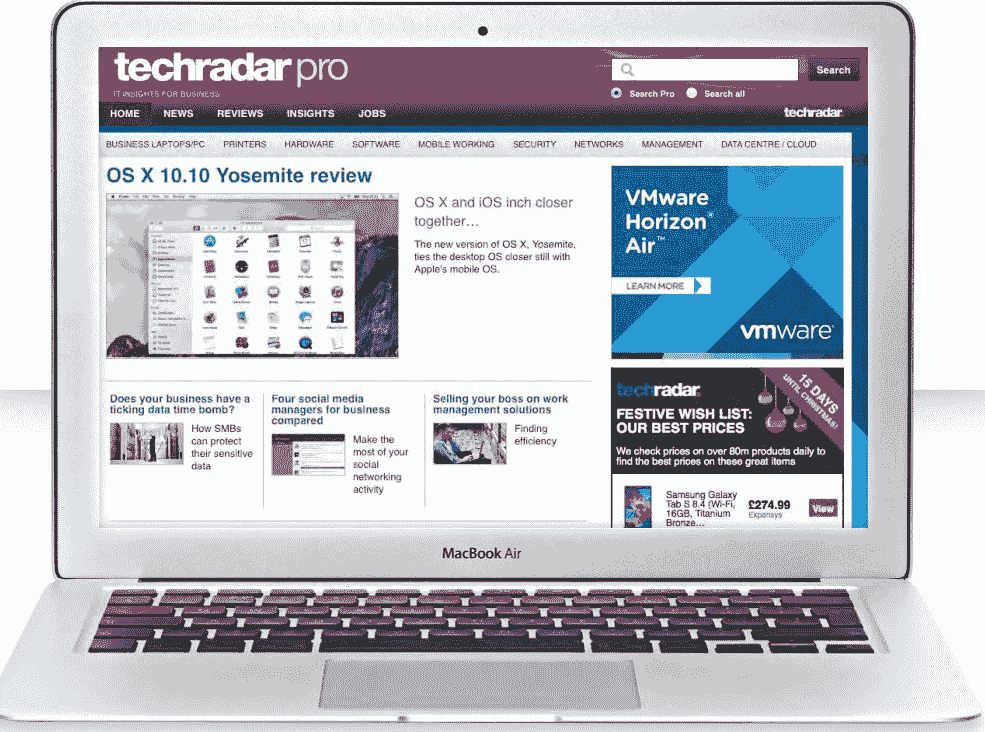 techradar pro
IT INSIGHTS FOR BUSINESS
Search
Search Pro
Search all
HOME NEWS REVIEWS INSIGHTS JOBS
techradar.
BUSINESS LAPTOPS/PC PRINTERS HARDWARE SOFTWARE MOBILE WORKING SECURITY NETWORKS MANAGEMENT DATA CENTRE / CLOUD
OS X 10.10 Yosemite review
OS X and iOS inch closer
together…
The new version of OS X, Yosemite,
ties the desktop OS closer still with
Apple's mobile OS.
VMware
Horizon®
Air™
LEARN MORE
vmware®
Does your business have a
ticking data time bomb?
How SMBs
can protect
their sensitive
data
Four social media
managers for business
compared
Make the
most of your
social
networking
activity
Selling your boss on work
management solutions
Finding
efficiency
techradar.
15 DAYS
UNTIL CHRISTMAS!
FESTIVE WISH LIST:
OUR BEST PRICES
We check prices on over 80m products daily to
find the best prices on these great items
Samsung Galaxy
Tab S 8.4 (Wi-Fi,
16GB, Titanium
Bronze...
£274.99
Expansys
View
MacBook Air